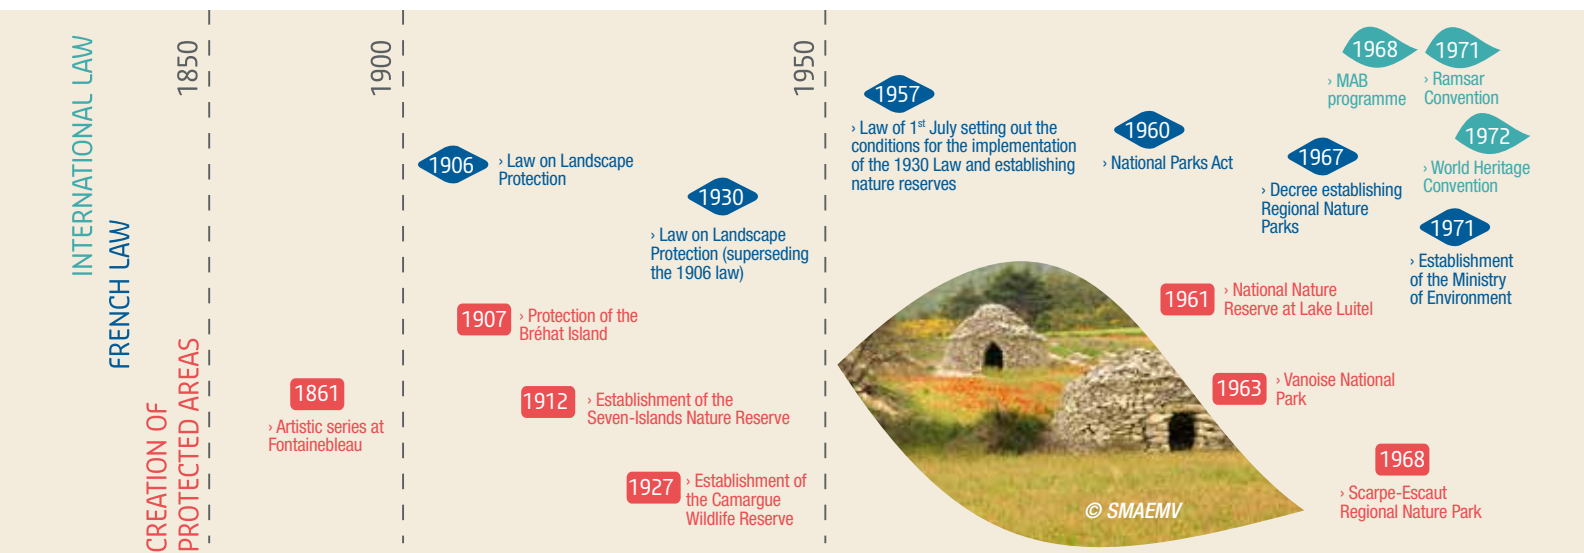 INTERNATIONAL LAW
FRENCH LAW
CREATION OF
PROTECTED AREAS
1850
1900
1950
1906
› Law on Landscape
Protection
1930
› Law on Landscape
Protection (superseding
the 1906 law)
1957
› Law of 1st July setting out the
conditions for the implementation
of the 1930 Law and establishing
nature reserves
1960
› National Parks Act
1967
› Decree establishing
Regional Nature
Parks
1968
› MAB
programme
1971
› Ramsar
Convention
1972
› World Heritage
Convention
1971
› Establishment
of the Ministry
of Environment
1861
› Artistic series at
Fontainebleau
1907
› Protection of the
Bréhat Island
1912
› Establishment of the
Seven-Islands Nature Reserve
1927
› Establishment of
the Camargue
Wildlife Reserve
1961
› National Nature
Reserve at Lake Luitel
1963
› Vanoise National
Park
1968
› Scarpe-Escaut
Regional Nature Park
© SMAEMV